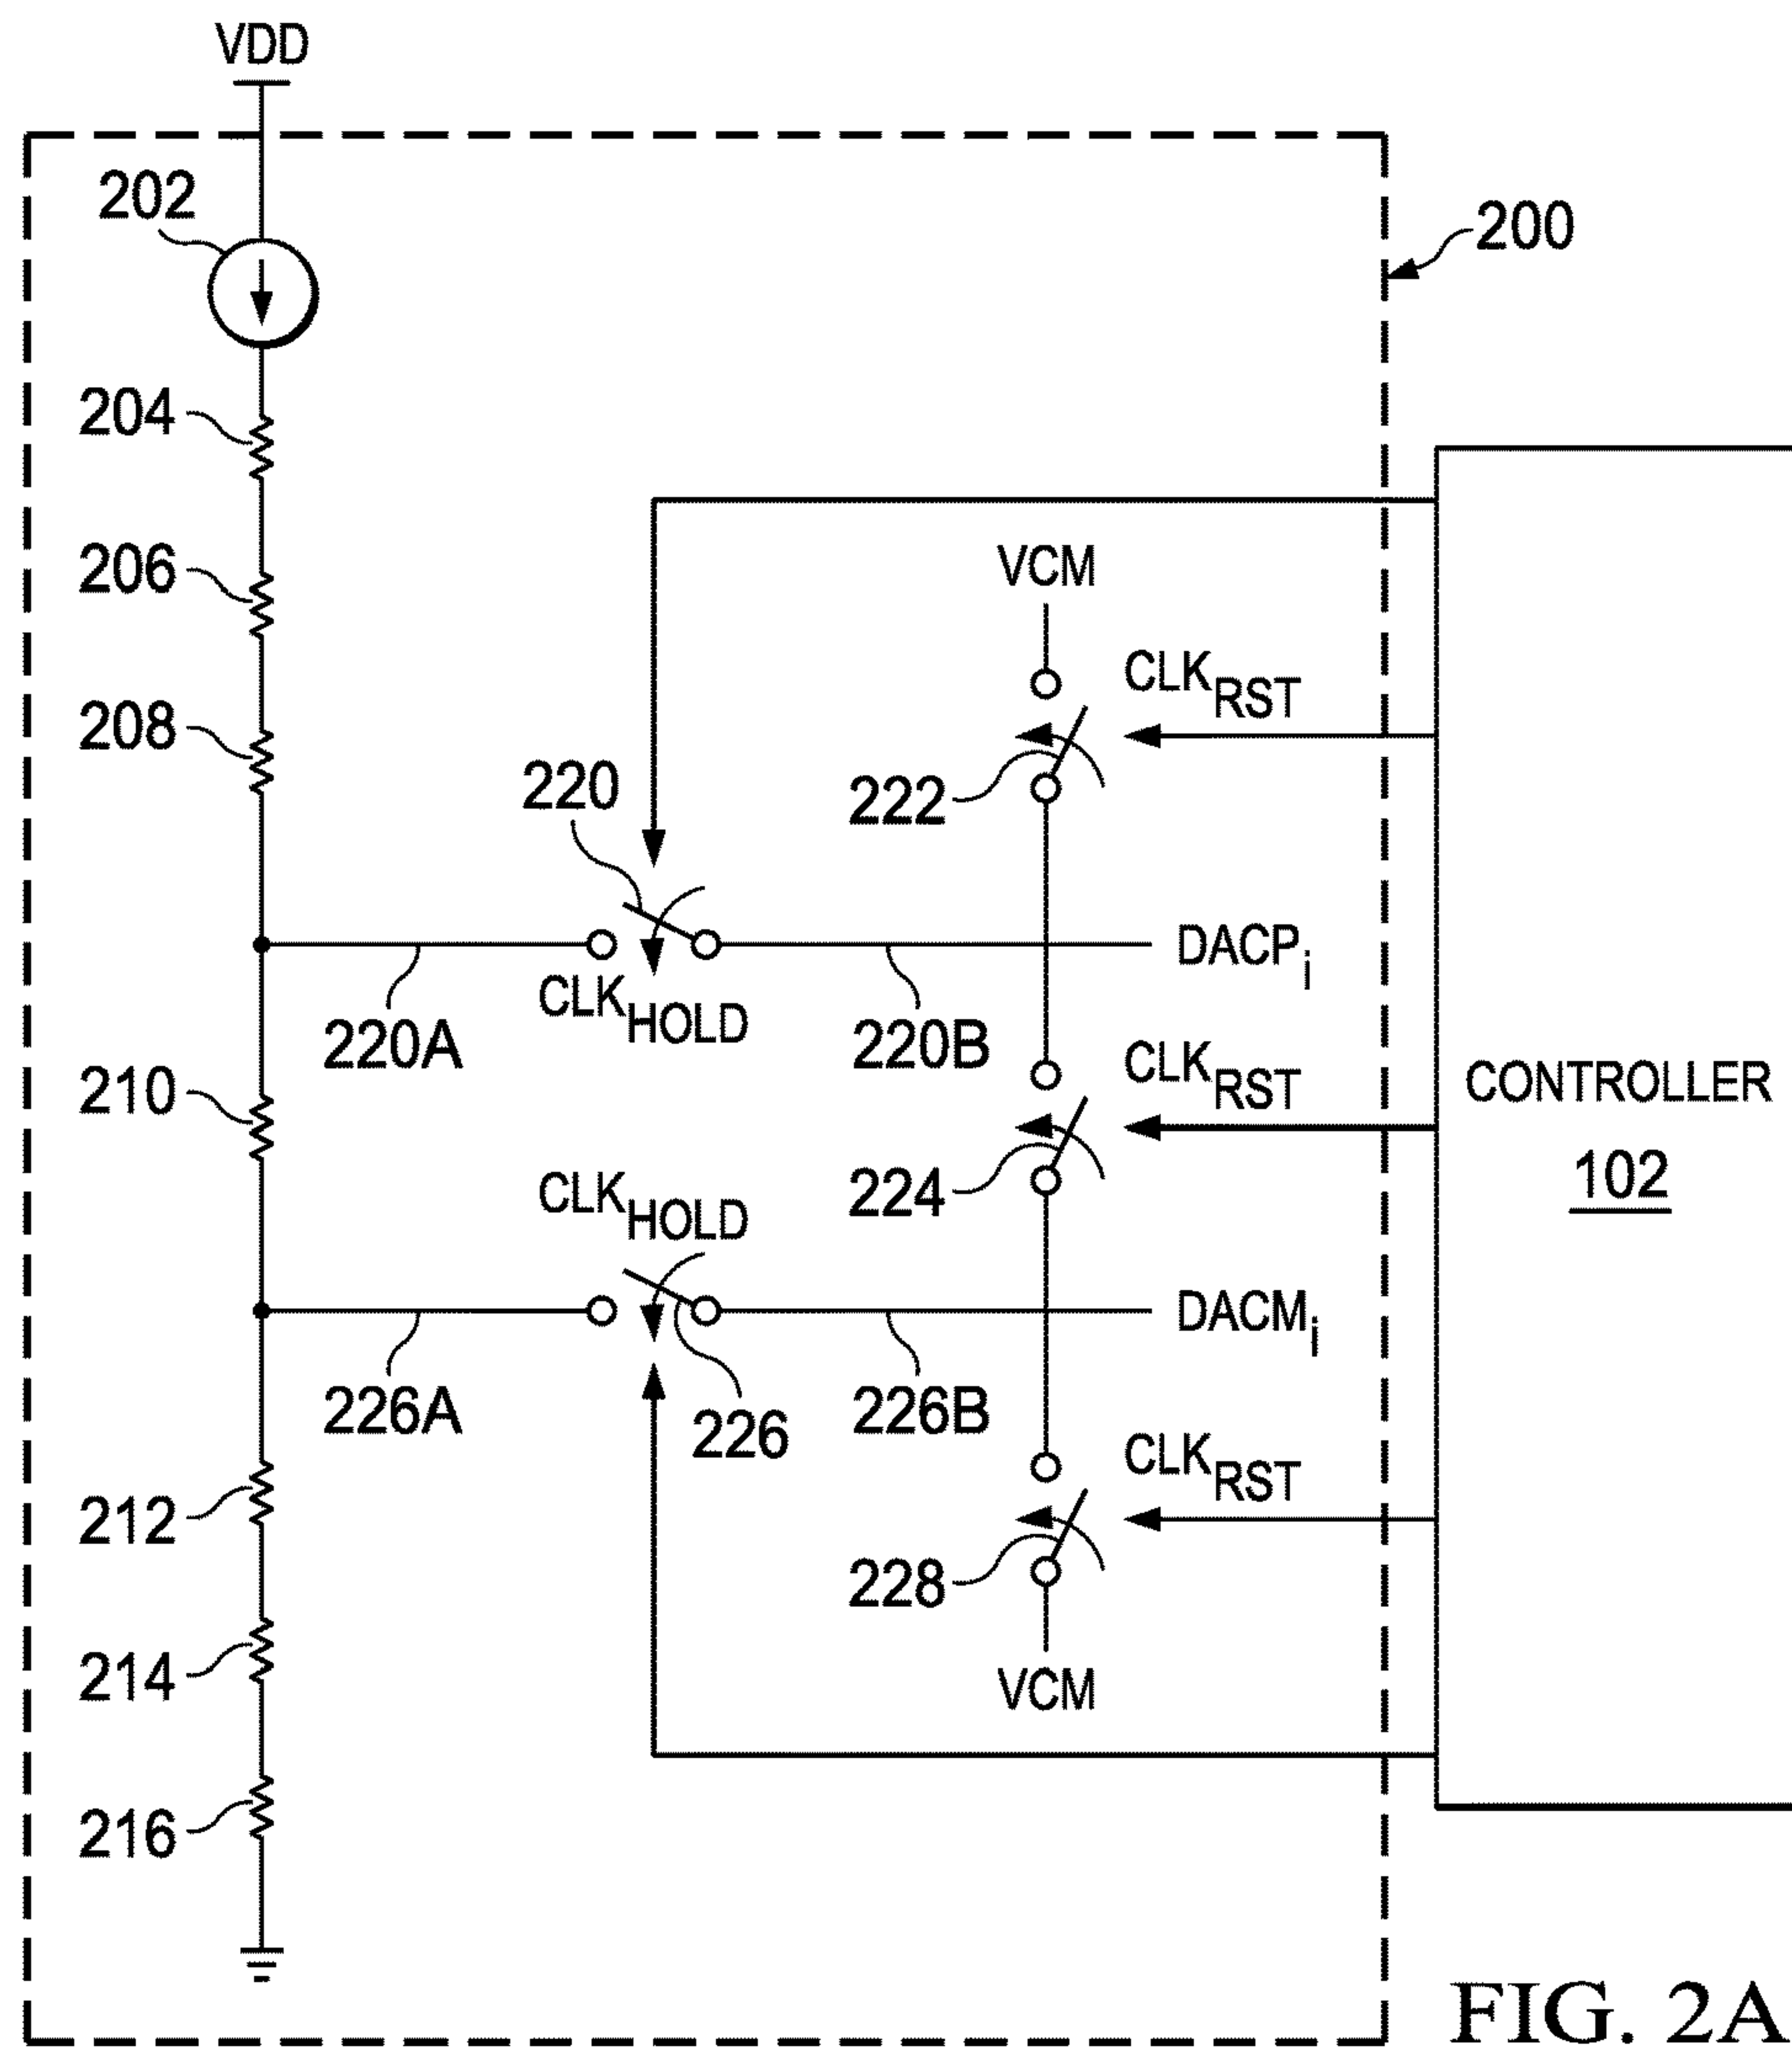 VDD
202
200
204
206
VCM
CLKRST
208
220
222
DACPi
CLKHOLD
220A
220B
CLKRST
210
CONTROLLER
102
CLKHOLD
224
DACMi
226A
226
226B
CLKRST
212
228
214
VCM
216
FIG. 2A